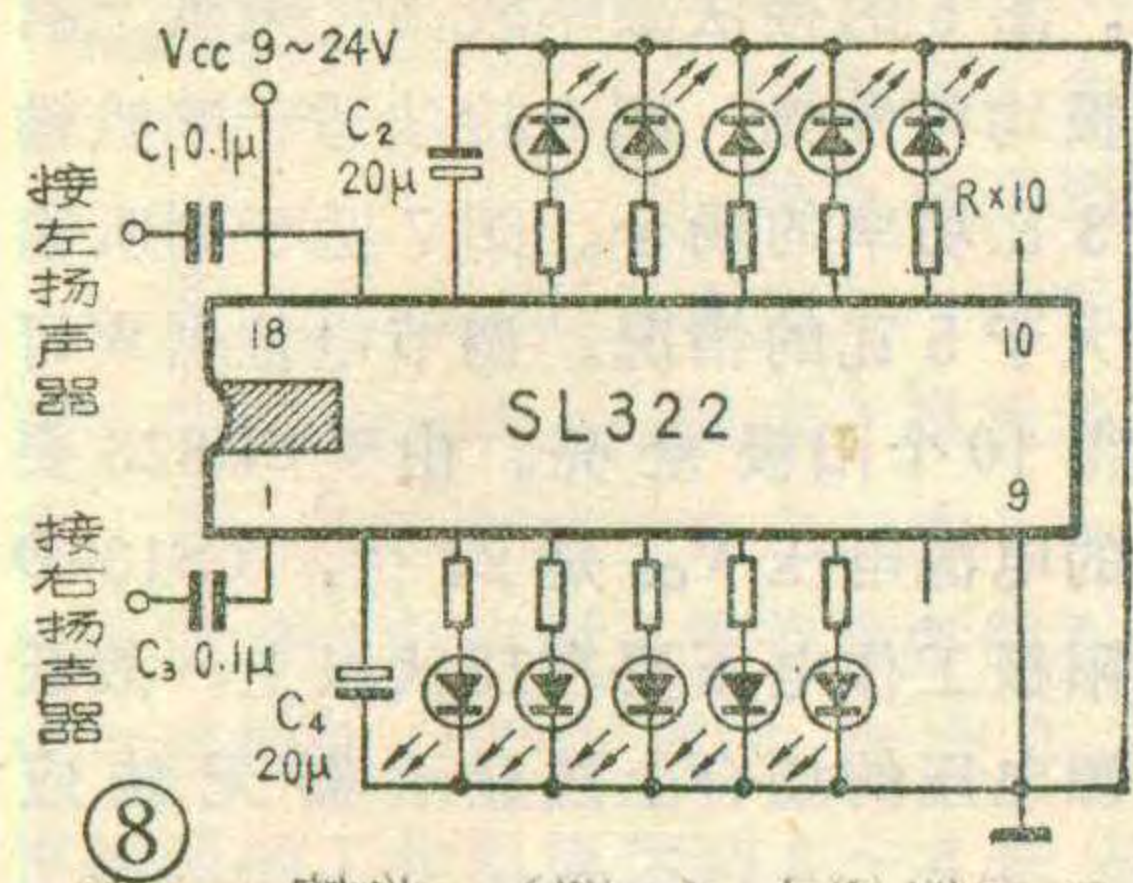 Vcc 9~24V
C₁ 0.1μ
C₂
20μ
接左扬声器
R×10
18
10
SL322
1
9
接右扬声器
C₃ 0.1μ
C₄
20μ
⑧